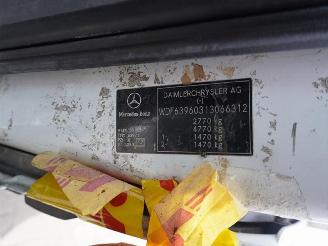 DAIMLERCHRYSLER AG
Mercedes-Benz
WDF63960313066312
2770 kg
4770 kg
1- 1470 kg
2- 1470 kg